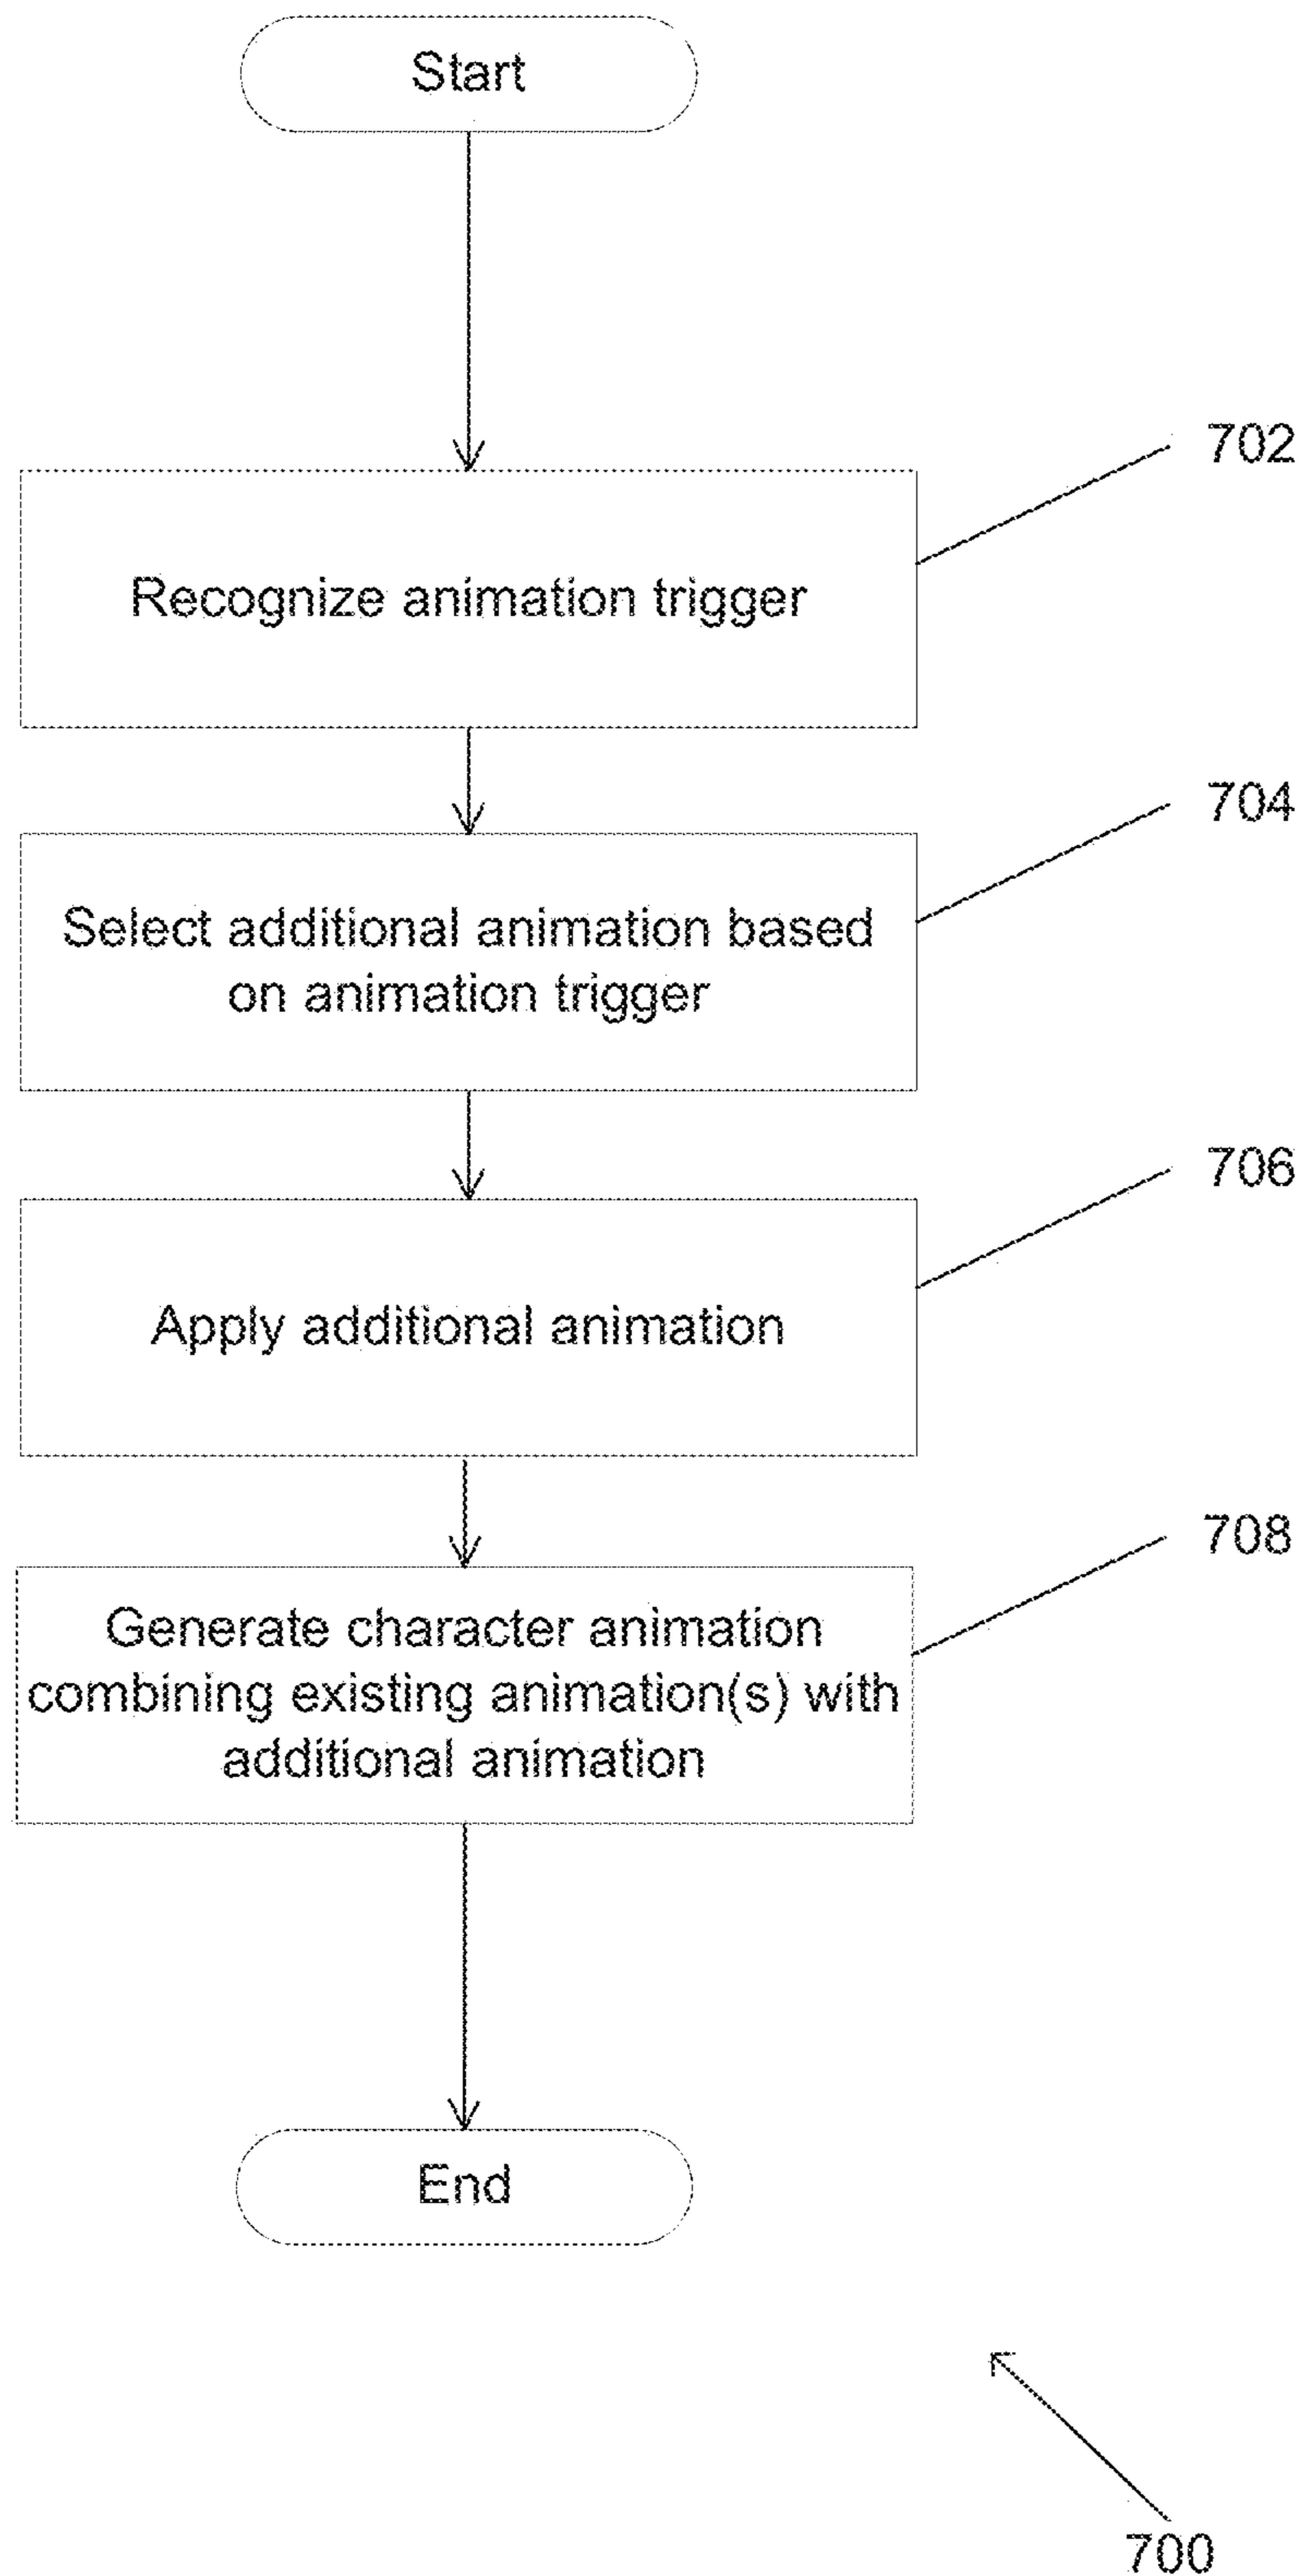 Start
702
Recognize animation trigger
704
Select additional animation based
on animation trigger
706
Apply additional animation
708
Generate character animation
combining existing animation(s) with
additional animation
End
700